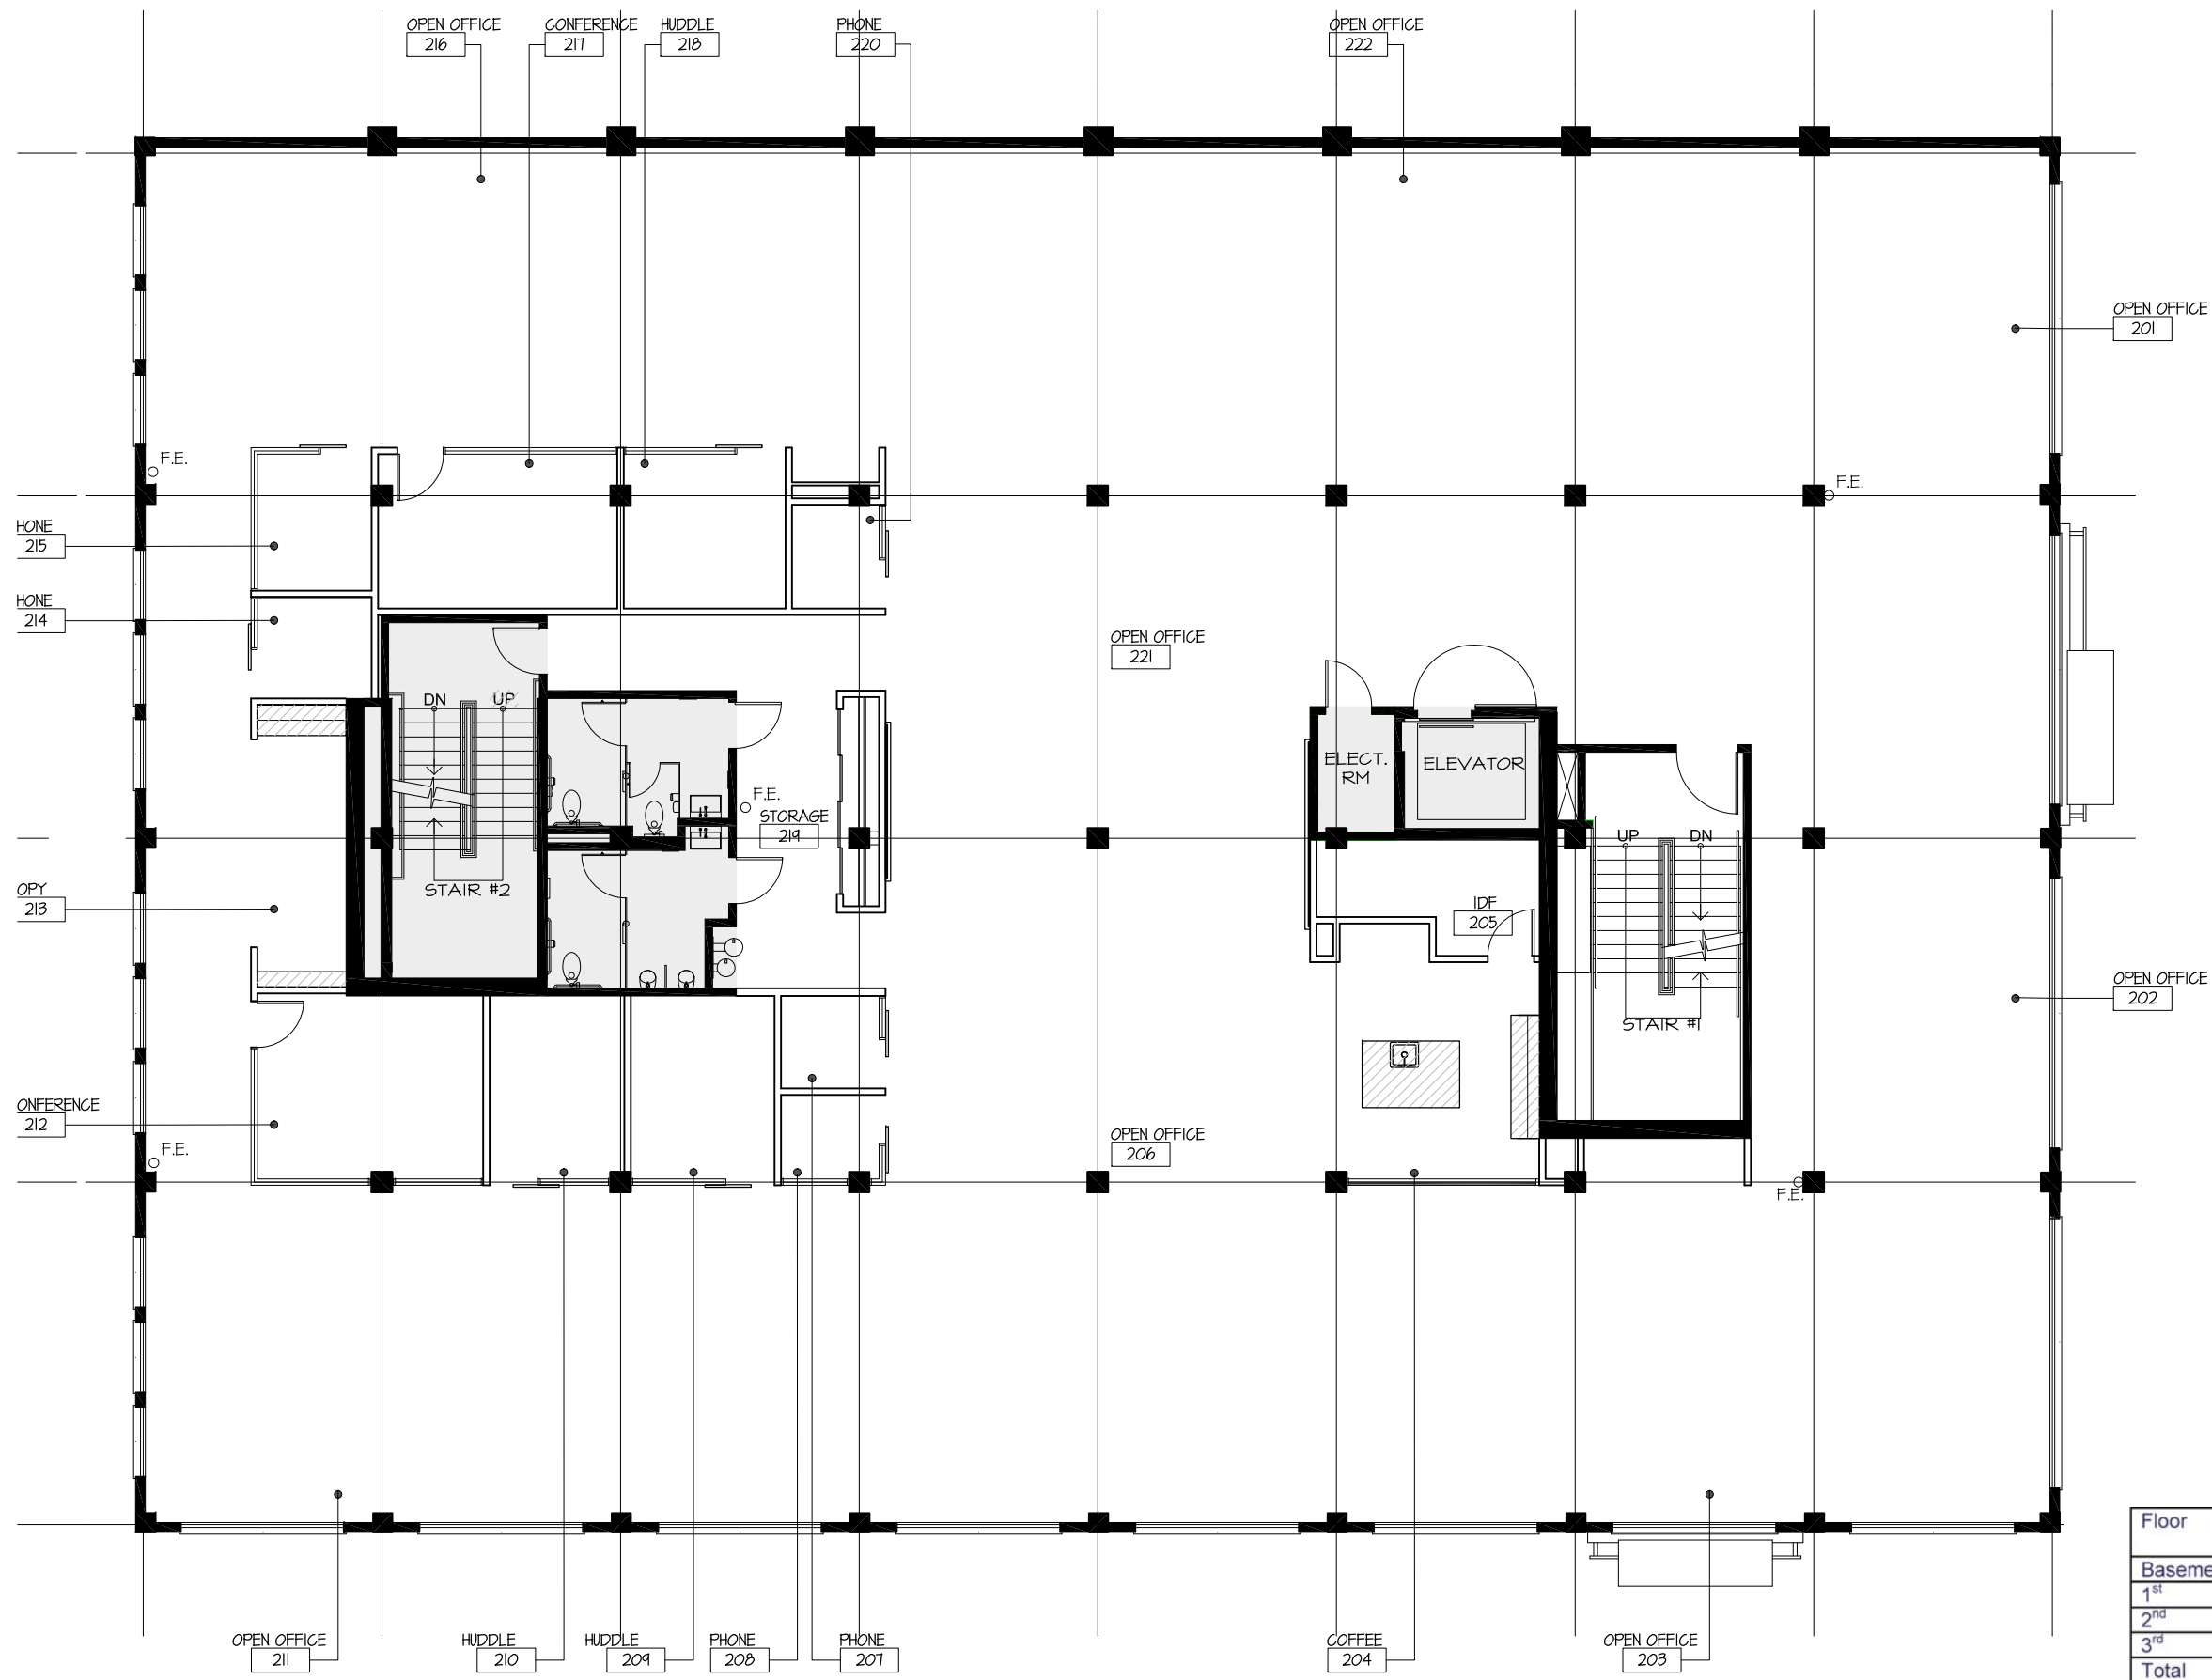 OPEN OFFICE
216
CONFERENCE
217
HUDDLE
218
PHONE
220
OPEN OFFICE
222
OPEN OFFICE
201
F.E.
F.E.
HONE
215
HONE
214
OPEN OFFICE
221
DN
UP
ELECT.
RM
ELEVATOR
F.E.
STORAGE
219
UP
DN
STAIR #2
OPY
213
IDF
205
OPEN OFFICE
202
STAIR #1
ONFERENCE
212
F.E.
OPEN OFFICE
206
F.E.
OPEN OFFICE
211
HUDDLE
210
HUDDLE
209
PHONE
208
PHONE
207
COFFEE
204
OPEN OFFICE
203
Floor
Baseme
1st
2nd
3rd
Total